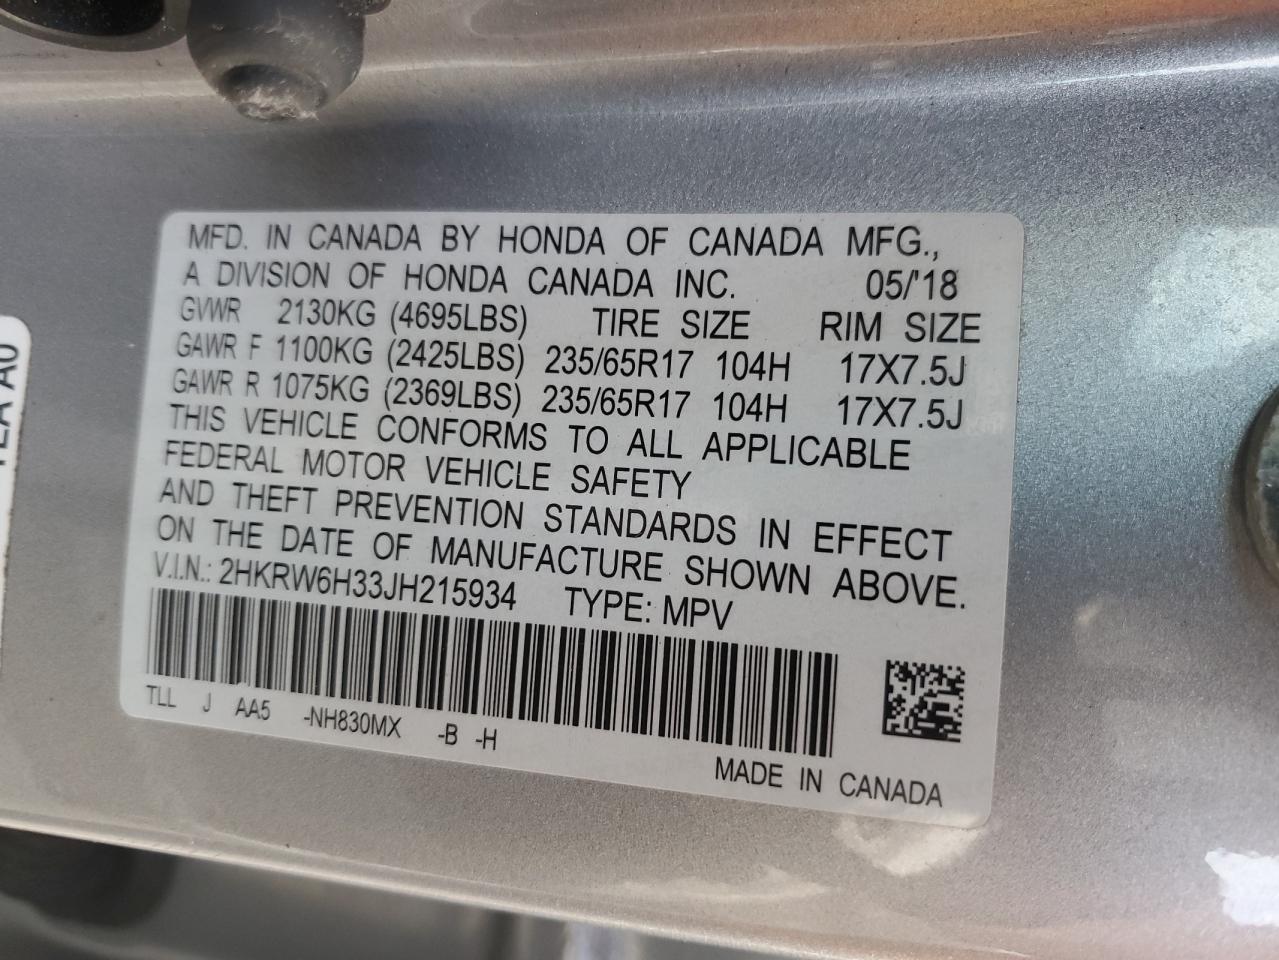 MFD. IN CANADA BY HONDA OF CANADA MFG.,
A DIVISION OF HONDA CANADA INC. 05/'18
GVWR 2130KG (4695LBS) TIRE SIZE RIM SIZE
GAWR F 1100KG (2425LBS) 235/65R17 104H 17X7.5J
GAWR R 1075KG (2369LBS) 235/65R17 104H 17X7.5J
THIS VEHICLE CONFORMS TO ALL APPLICABLE
FEDERAL MOTOR VEHICLE SAFETY
AND THEFT PREVENTION STANDARDS IN EFFECT
ON THE DATE OF MANUFACTURE SHOWN ABOVE.
V.I.N.: 2HKRW6H33JH215934 TYPE: MPV
TLL J AA5 -NH830MX -B -H
MADE IN CANADA
A0